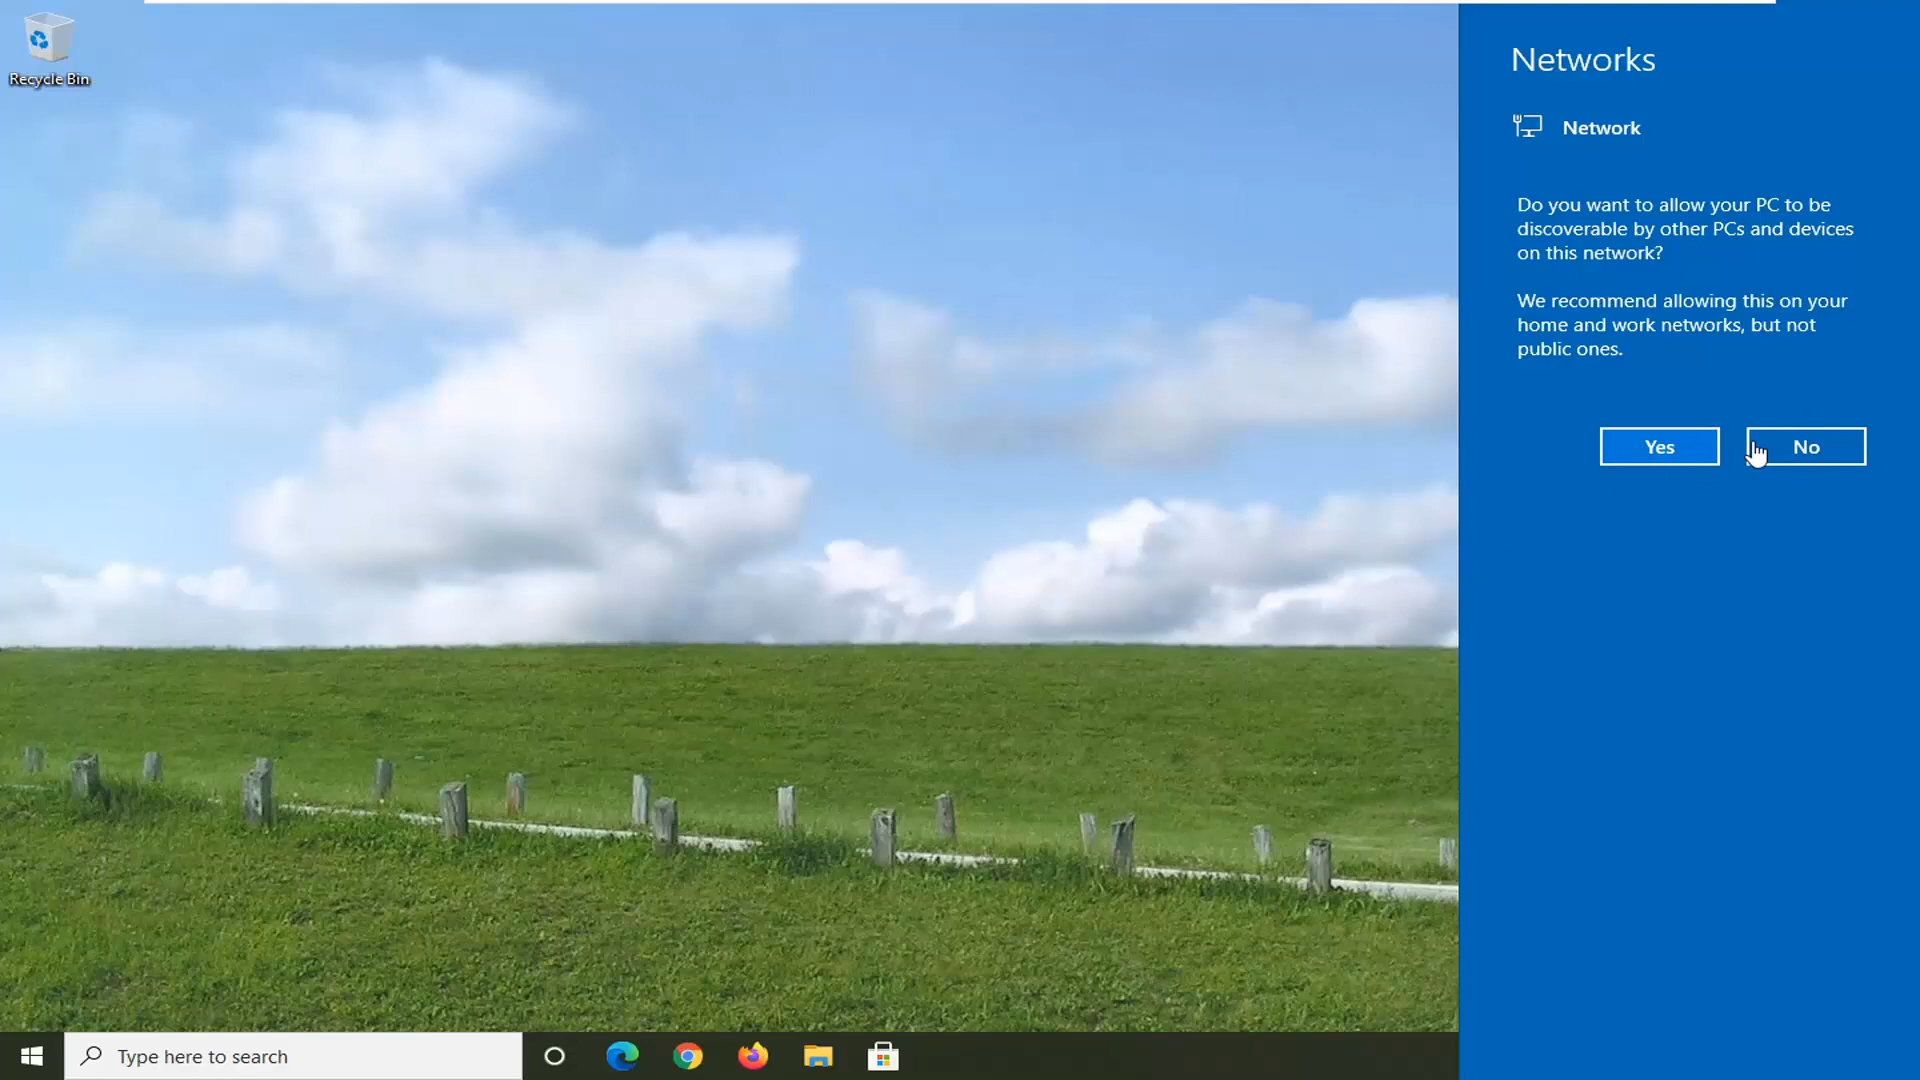 Recycle Bin
Networks
Network
Do you want to allow your PC to be
discoverable by other PCs and devices
on this network?
We recommend allowing this on your
home and work networks, but not
public ones.
Yes
No
Type here to search